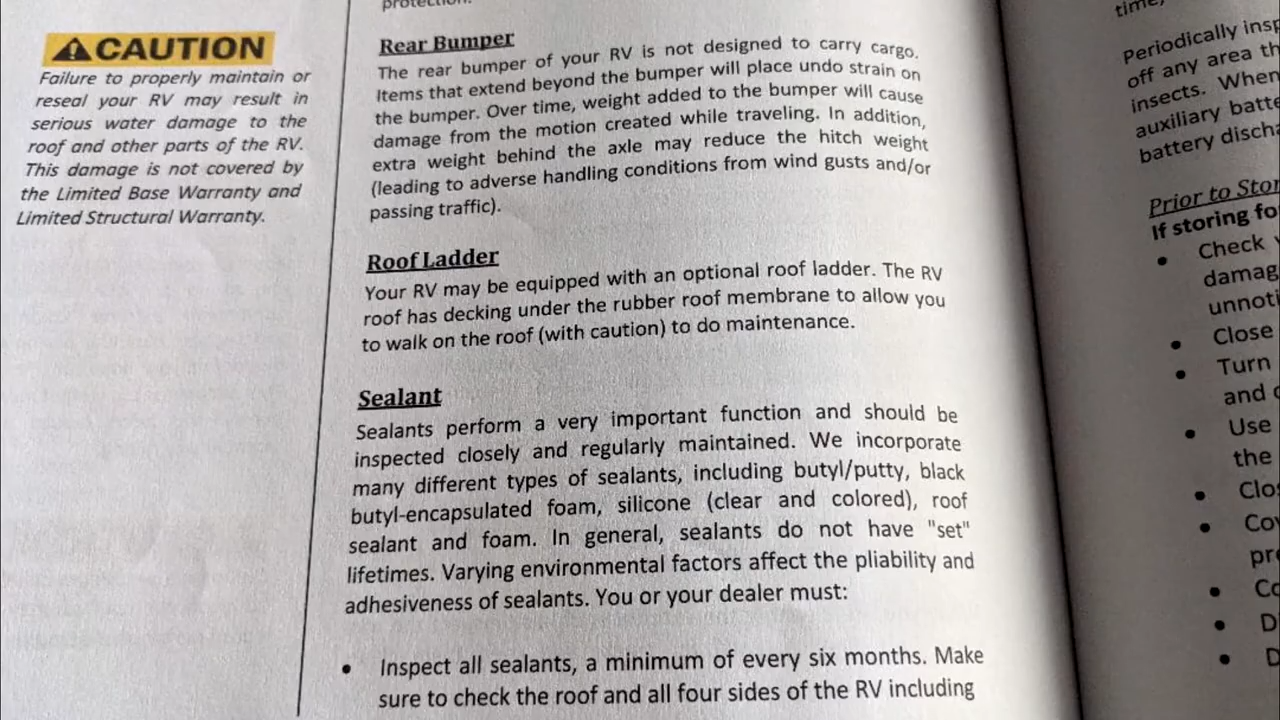 protection.
CAUTION
Failure to properly maintain or
reseal your RV may result in
serious water damage to the
roof and other parts of the RV.
This damage is not covered by
the Limited Base Warranty and
Limited Structural Warranty.
Rear Bumper
The rear bumper of your RV is not designed to carry cargo.
Items that extend beyond the bumper will place undo strain on
the bumper. Over time, weight added to the bumper will cause
damage from the motion created while traveling. In addition,
extra weight behind the axle may reduce the hitch weight
(leading to adverse handling conditions from wind gusts and/or
passing traffic).
Roof Ladder
Your RV may be equipped with an optional roof ladder. The RV
roof has decking under the rubber roof membrane to allow you
to walk on the roof (with caution) to do maintenance.
Sealant
Sealants perform a very important function and should be
inspected closely and regularly maintained. We incorporate
many different types of sealants, including butyl/putty, black
butyl-encapsulated foam, silicone (clear and colored), roof
sealant and foam. In general, sealants do not have "set"
lifetimes. Varying environmental factors affect the pliability and
adhesiveness of sealants. You or your dealer must:
• Inspect all sealants, a minimum of every six months. Make
sure to check the roof and all four sides of the RV including
time,
Periodically
off any area
insects. When
auxiliary
battery
Prior to
If storing
• Check
• Close
• Turn
and
• Use
the